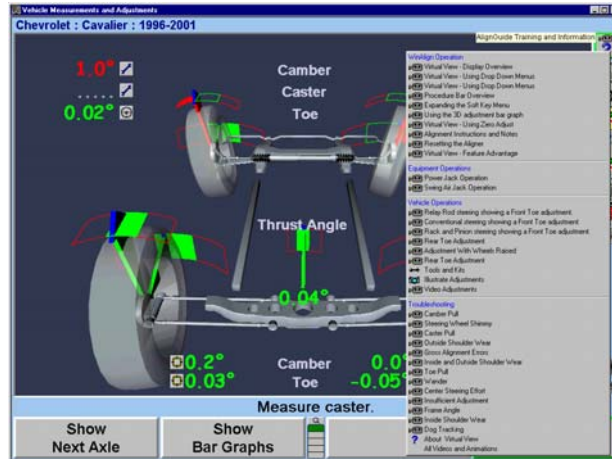 Vehicle Measurements and Adjustments
Chevrolet : Cavalier : 1996-2001
AlignGuide Training and Information
1.0° Camber
..... Caster
0.02° Toe
Thrust Angle
0.04°
0.2° Camber 0.0°
0.03° Toe -0.05°
Measure caster.
Show
Next Axle
Show
Bar Graphs
WinAlign Operation
Virtual View - Display Overview
Virtual View - Using Drop Down Menus
Virtual View - Using Drop Down Menus
Procedure Bar Overview
Expanding the Soft Key Menu
Using the 3D adjustment bar graph
Virtual View - Using Zero Adjust
Alignment Instructions and Notes
Resetting the Aligner
Virtual View - Feature Advantage
Equipment Operations
Power Jack Operation
Swing Air Jack Operation
Vehicle Operations
Relay Rod steering showing a Front Toe adjustment.
Conventional steering showing a Front Toe adjustment.
Rack and Pinion steering showing a Front Toe adjustment
Rear Toe Adjustment
Adjustment With Wheels Raised
Rear Toe Adjustment
Tools and Kits
Illustrate Adjustments
Video Adjustments
Troubleshooting
Camber Pull
Steering Wheel Shimmy
Caster Pull
Outside Shoulder Wear
Gross Alignment Errors
Inside and Outside Shoulder Wear
Toe Pull
Wander
Center Steering Effort
Insufficient Adjustment
Frame Angle
Inside Shoulder Wear
Dog Tracking
? About Virtual View
All Videos and Animations